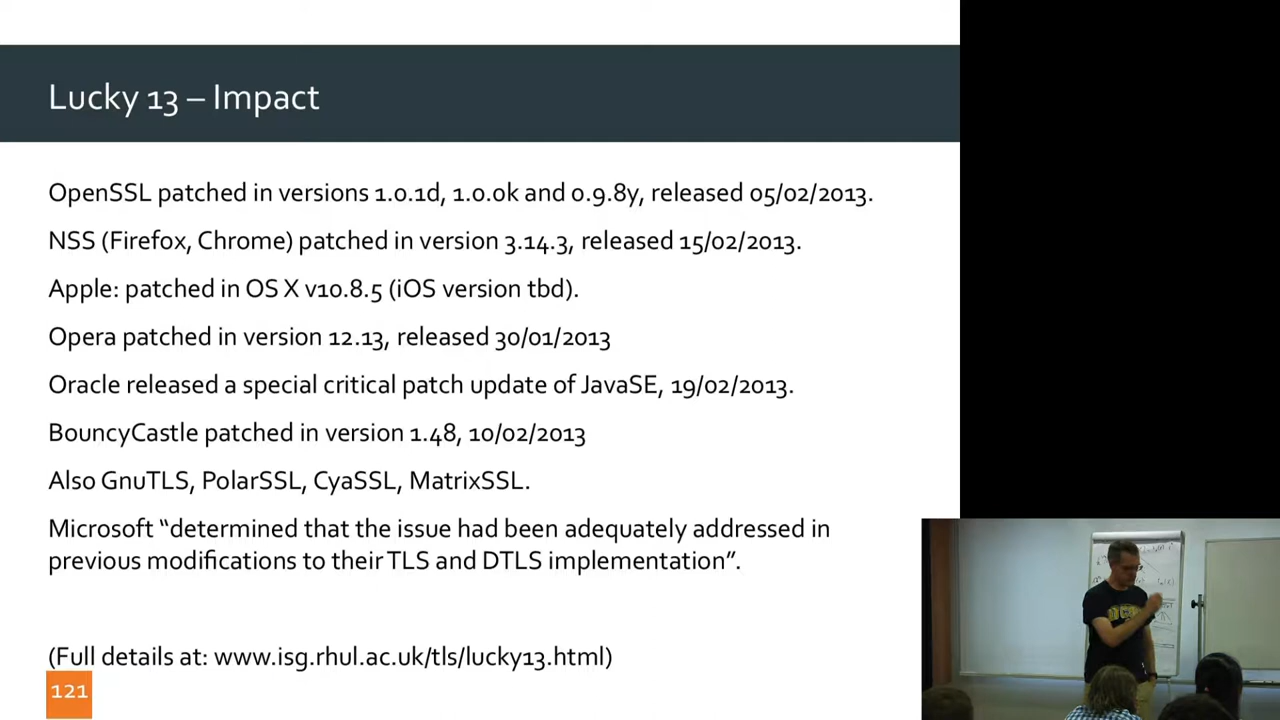 Lucky 13 – Impact
OpenSSL patched in versions 1.0.1d, 1.0.0k and 0.9.8y, released 05/02/2013.
NSS (Firefox, Chrome) patched in version 3.14.3, released 15/02/2013.
Apple: patched in OS X v10.8.5 (iOS version tbd).
Opera patched in version 12.13, released 30/01/2013
Oracle released a special critical patch update of JavaSE, 19/02/2013.
BouncyCastle patched in version 1.48, 10/02/2013
Also GnuTLS, PolarSSL, CyaSSL, MatrixSSL.
Microsoft “determined that the issue had been adequately addressed in
previous modifications to their TLS and DTLS implementation”.
(Full details at: www.isg.rhul.ac.uk/tls/lucky13.html)
121